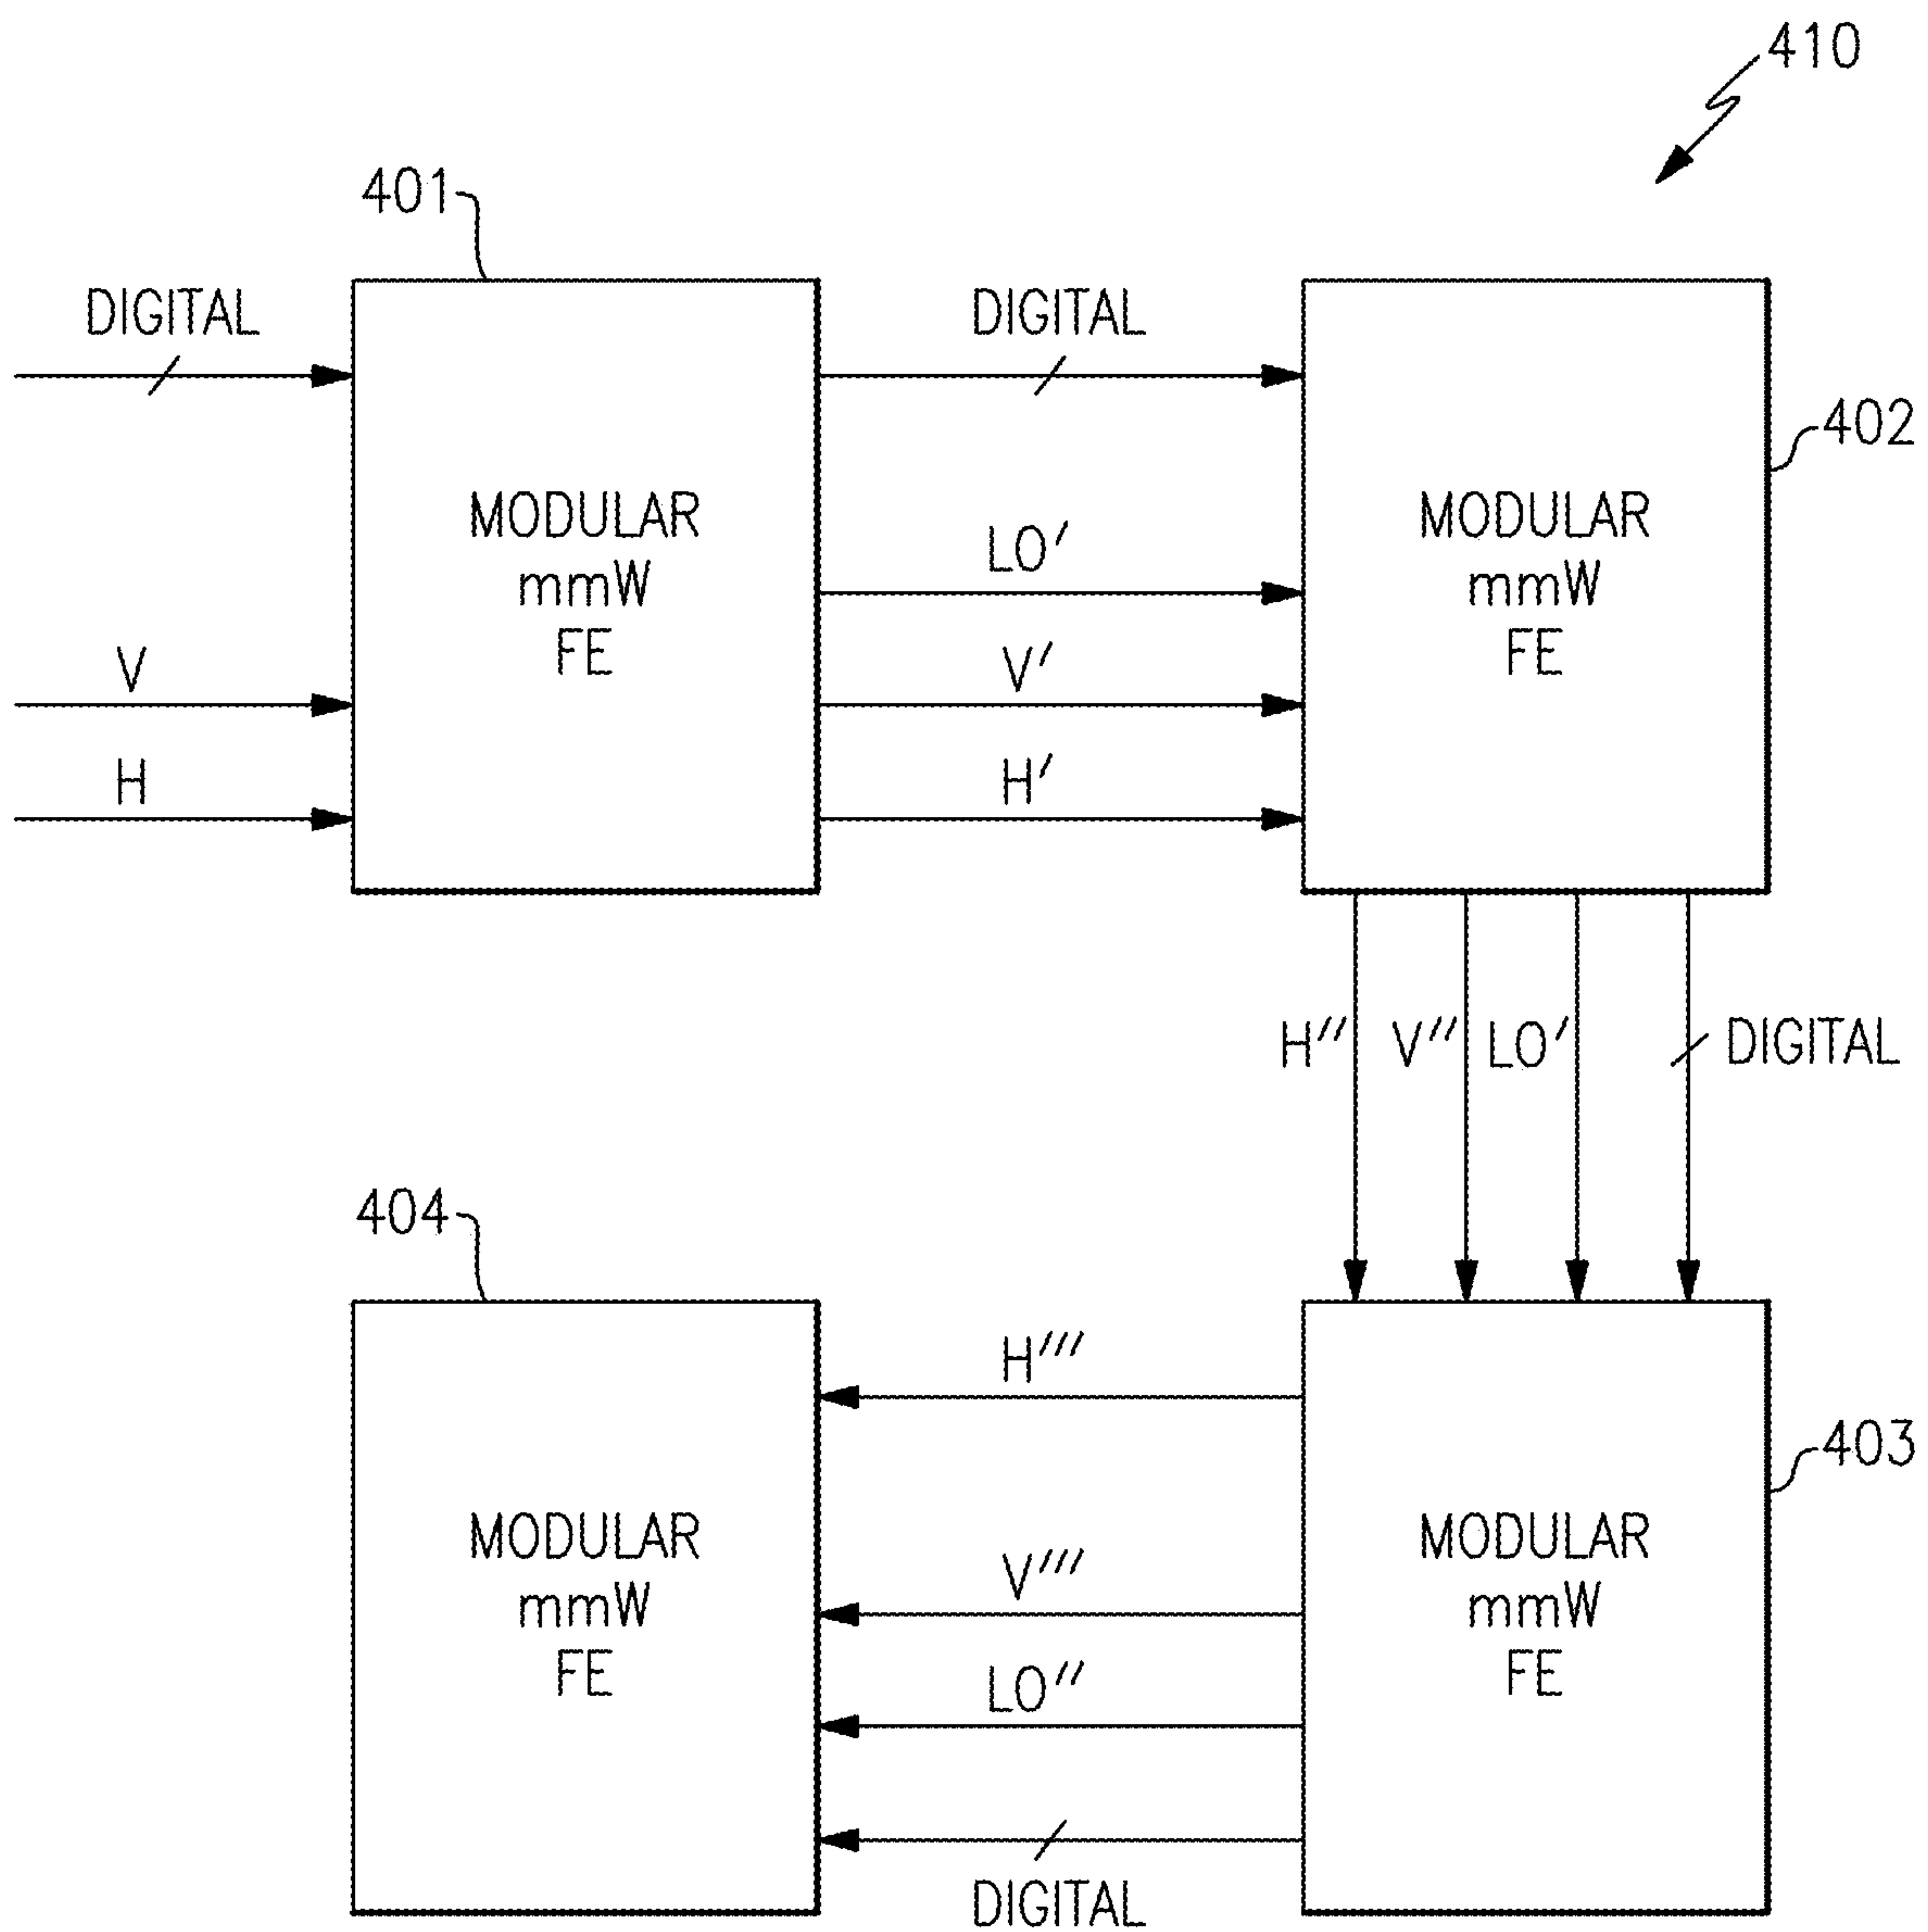 410
401
DIGITAL
DIGITAL
402
MODULAR
mmW
FE
MODULAR
mmW
FE
LO′
V
V′
H
H′
H″
V″
LO′
DIGITAL
404
H‴
403
MODULAR
mmW
FE
MODULAR
mmW
FE
V‴
LO″
DIGITAL